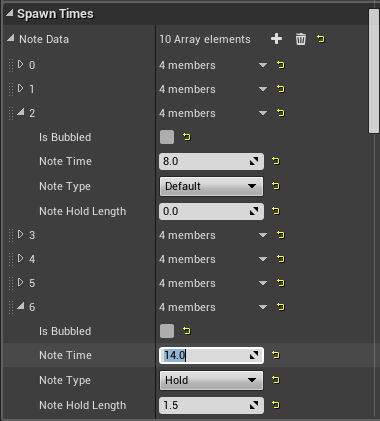 Spawn Times
Note Data 10 Array elements
0 4 members
1 4 members
2 4 members
Is Bubbled
Note Time 8.0
Note Type Default
Note Hold Length 0.0
3 4 members
4 4 members
5 4 members
6 4 members
Is Bubbled
Note Time 14.0
Note Type Hold
Note Hold Length 1.5